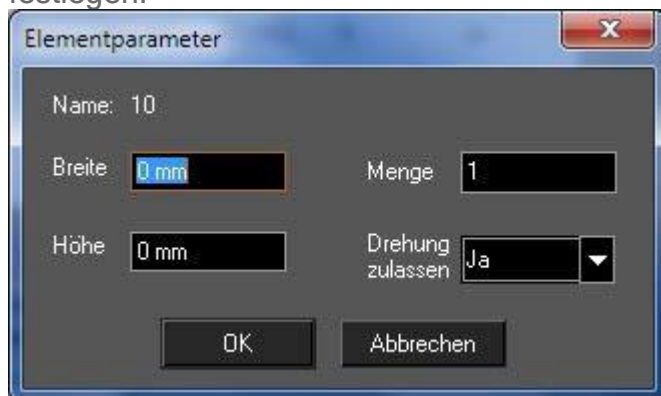 festlegen.
Elementparameter
Name: 10
Breite 0 mm
Menge 1
Höhe 0 mm
Drehung
zulassen Ja
OK Abbrechen